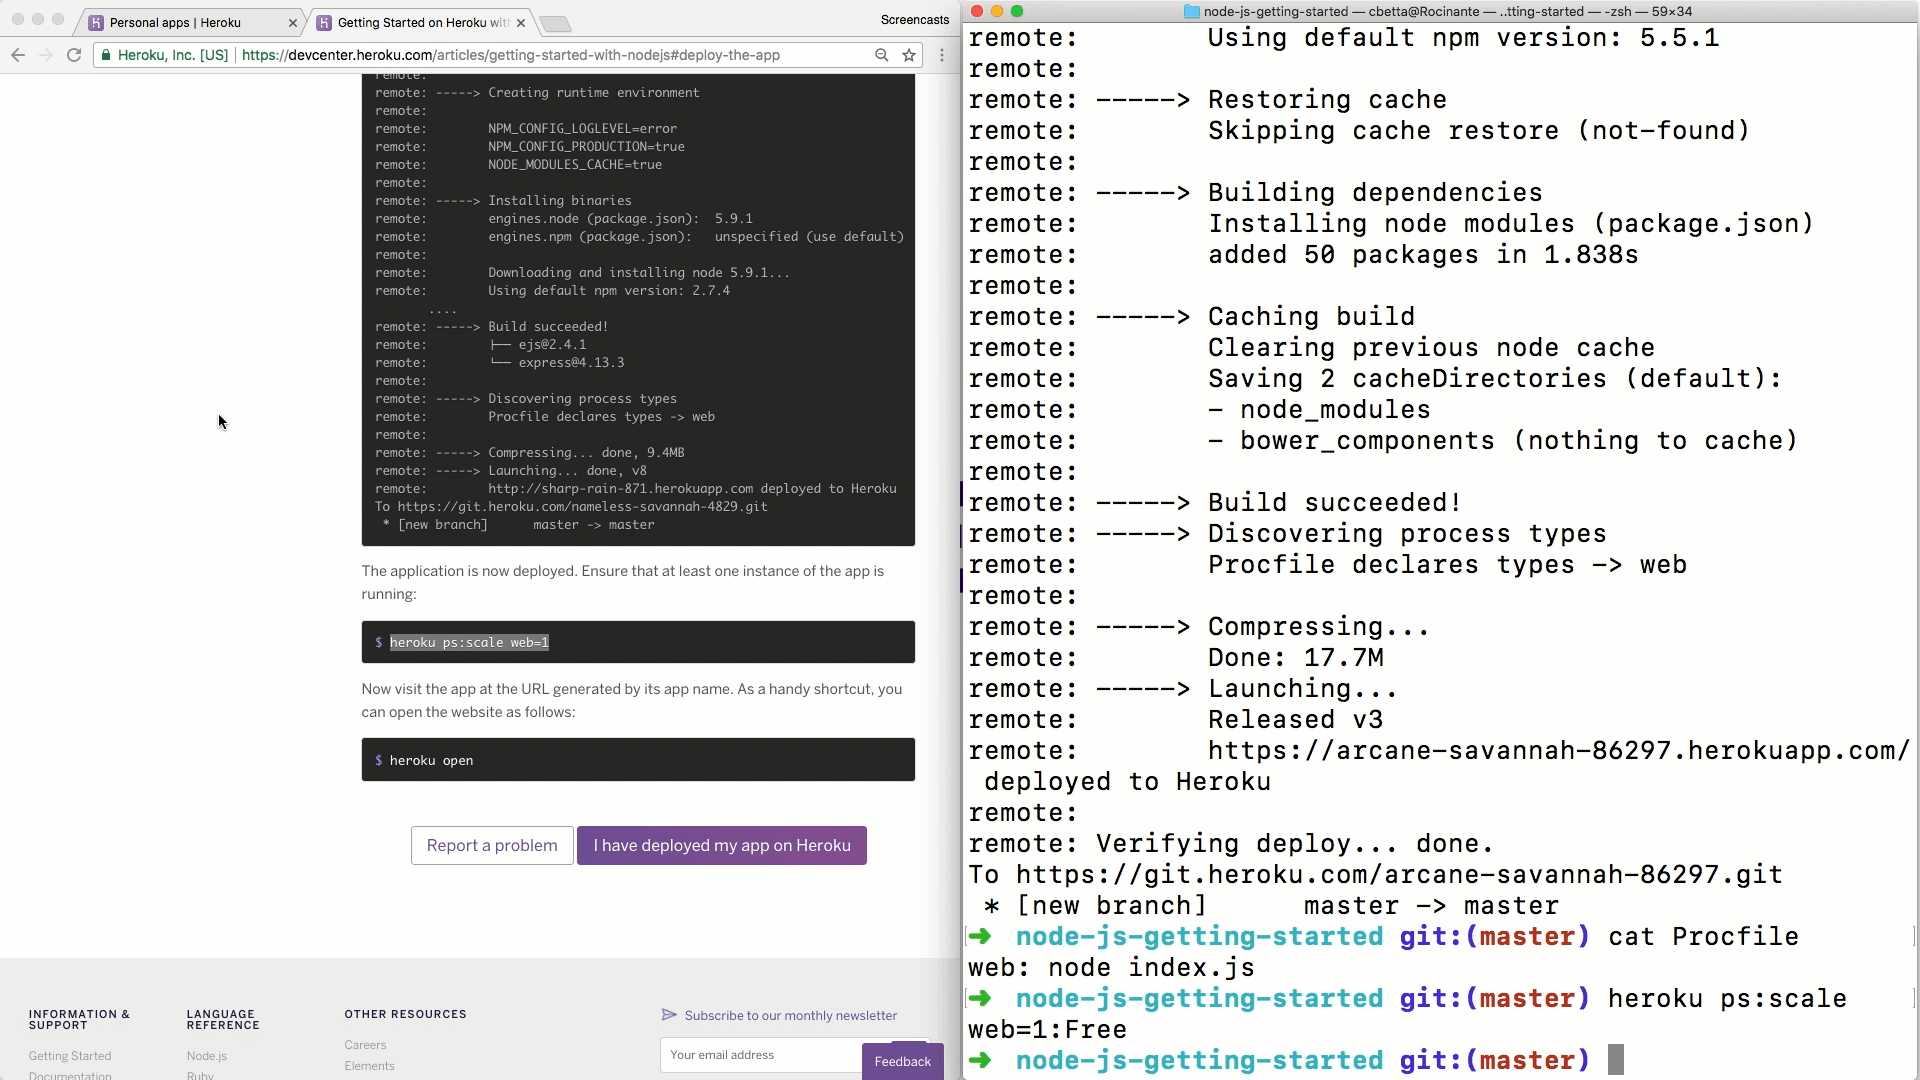 Personal apps | Heroku
Getting Started on Heroku with
Screencasts
Heroku, Inc. [US]
https://devcenter.heroku.com/articles/getting-started-with-nodejs#deploy-the-app
remote:
remote: -----> Creating runtime environment
remote:
remote: NPM_CONFIG_LOGLEVEL=error
remote: NPM_CONFIG_PRODUCTION=true
remote: NODE_MODULES_CACHE=true
remote:
remote: -----> Installing binaries
remote: engines.node (package.json): 5.9.1
remote: engines.npm (package.json): unspecified (use default)
remote:
remote: Downloading and installing node 5.9.1...
remote: Using default npm version: 2.7.4
....
remote: -----> Build succeeded!
remote: ├── ejs@2.4.1
remote: └── express@4.13.3
remote:
remote: -----> Discovering process types
remote: Procfile declares types -> web
remote:
remote: -----> Compressing... done, 9.4MB
remote: -----> Launching... done, v8
remote: http://sharp-rain-871.herokuapp.com deployed to Heroku
To https://git.heroku.com/nameless-savannah-4829.git
* [new branch] master -> master
The application is now deployed. Ensure that at least one instance of the app is
running:
$ heroku ps:scale web=1
Now visit the app at the URL generated by its app name. As a handy shortcut, you
can open the website as follows:
$ heroku open
Report a problem
I have deployed my app on Heroku
INFORMATION &
SUPPORT
Getting Started
Documentation
LANGUAGE
REFERENCE
Node.js
Ruby
OTHER RESOURCES
Careers
Elements
Subscribe to our monthly newsletter
Your email address
Feedback
node-js-getting-started — cbetta@Rocinante — ..tting-started — -zsh — 59×34
remote: Using default npm version: 5.5.1
remote:
remote: -----> Restoring cache
remote: Skipping cache restore (not-found)
remote:
remote: -----> Building dependencies
remote: Installing node modules (package.json)
remote: added 50 packages in 1.838s
remote:
remote: -----> Caching build
remote: Clearing previous node cache
remote: Saving 2 cacheDirectories (default):
remote: - node_modules
remote: - bower_components (nothing to cache)
remote:
remote: -----> Build succeeded!
remote: -----> Discovering process types
remote: Procfile declares types -> web
remote:
remote: -----> Compressing...
remote: Done: 17.7M
remote: -----> Launching...
remote: Released v3
remote: https://arcane-savannah-86297.herokuapp.com/
deployed to Heroku
remote:
remote: Verifying deploy... done.
To https://git.heroku.com/arcane-savannah-86297.git
* [new branch] master -> master
➜ node-js-getting-started git:(master) cat Procfile
web: node index.js
➜ node-js-getting-started git:(master) heroku ps:scale
web=1:Free
➜ node-js-getting-started git:(master)